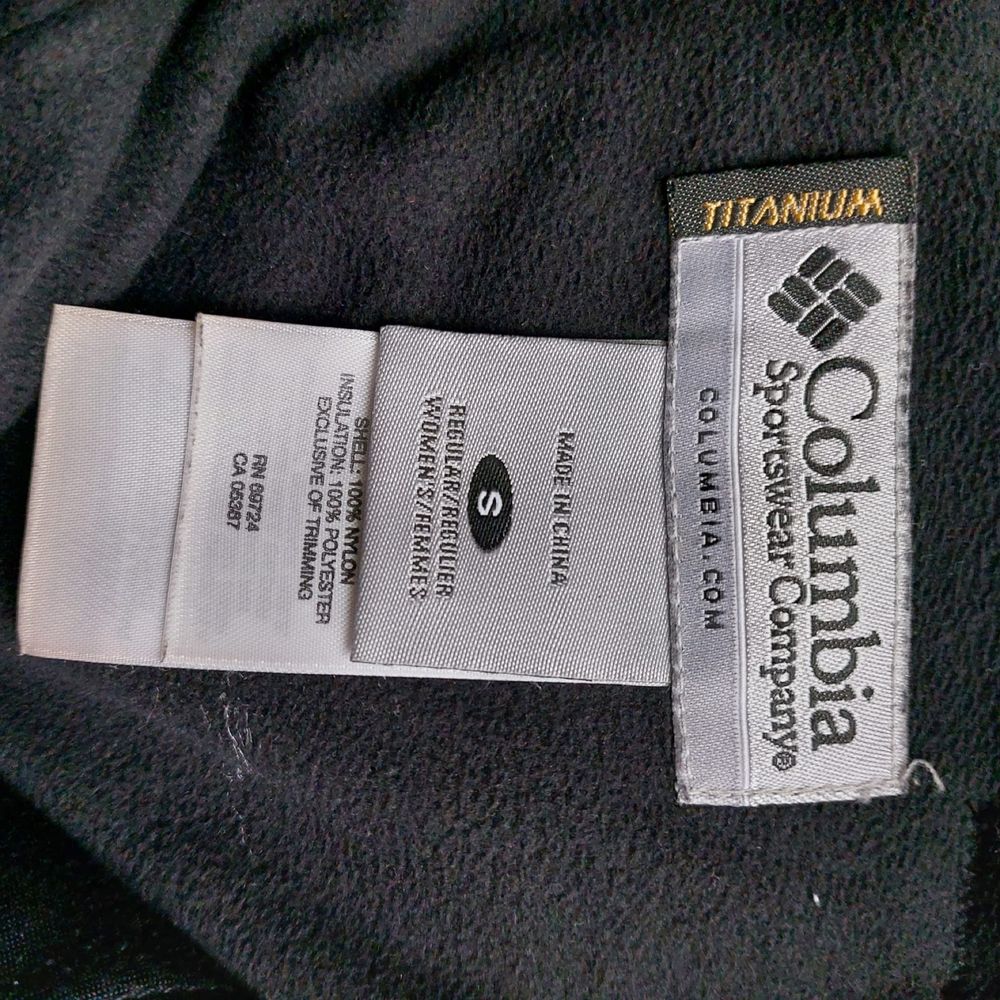 TITANIUM
Columbia
Sportswear Company®
COLUMBIA.COM
MADE IN CHINA
S
REGULAR/REGULIER
WOMEN'S/FEMMES
SHELL: 100% NYLON
INSULATION: 100% POLYESTER
EXCLUSIVE OF TRIMMING
RN 69724
CA 05367